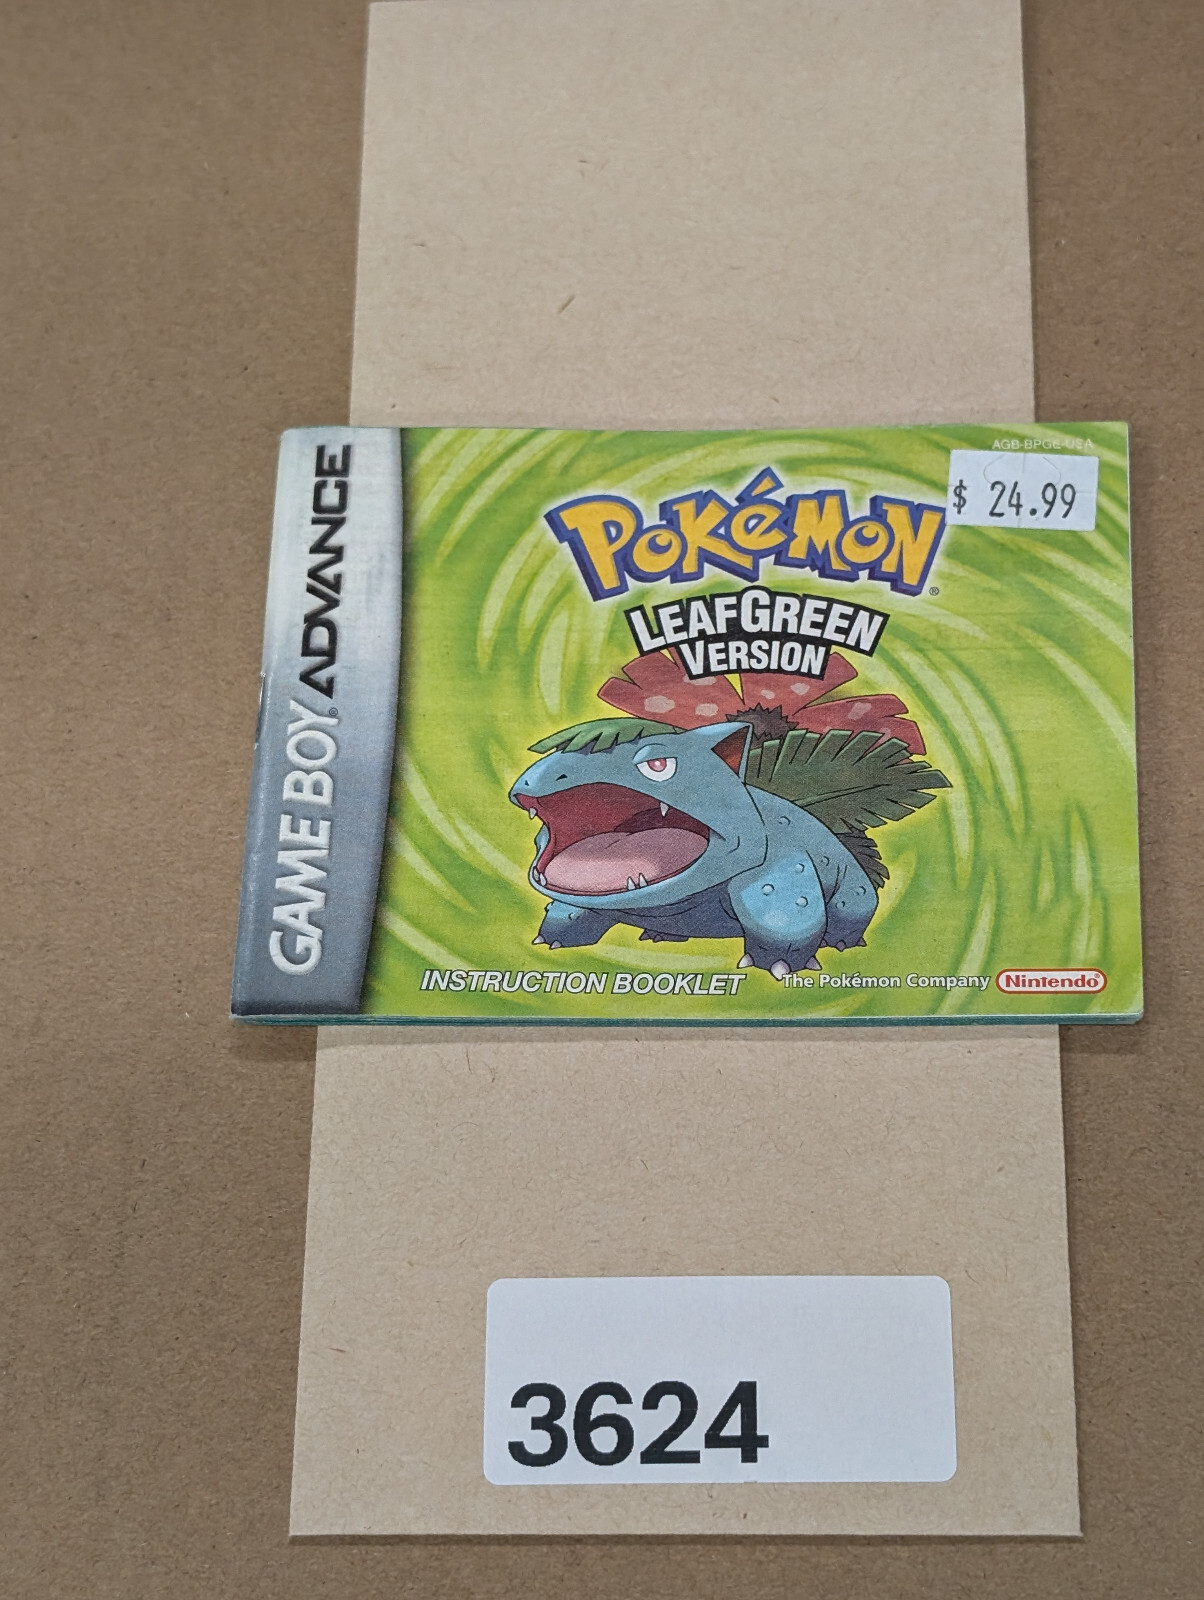 AGB-BPGE-USA
$ 24.99
POKéMON®
LEAFGREEN
VERSION
GAME BOY® ADVANCE
INSTRUCTION BOOKLET
The Pokémon Company
Nintendo®
3624